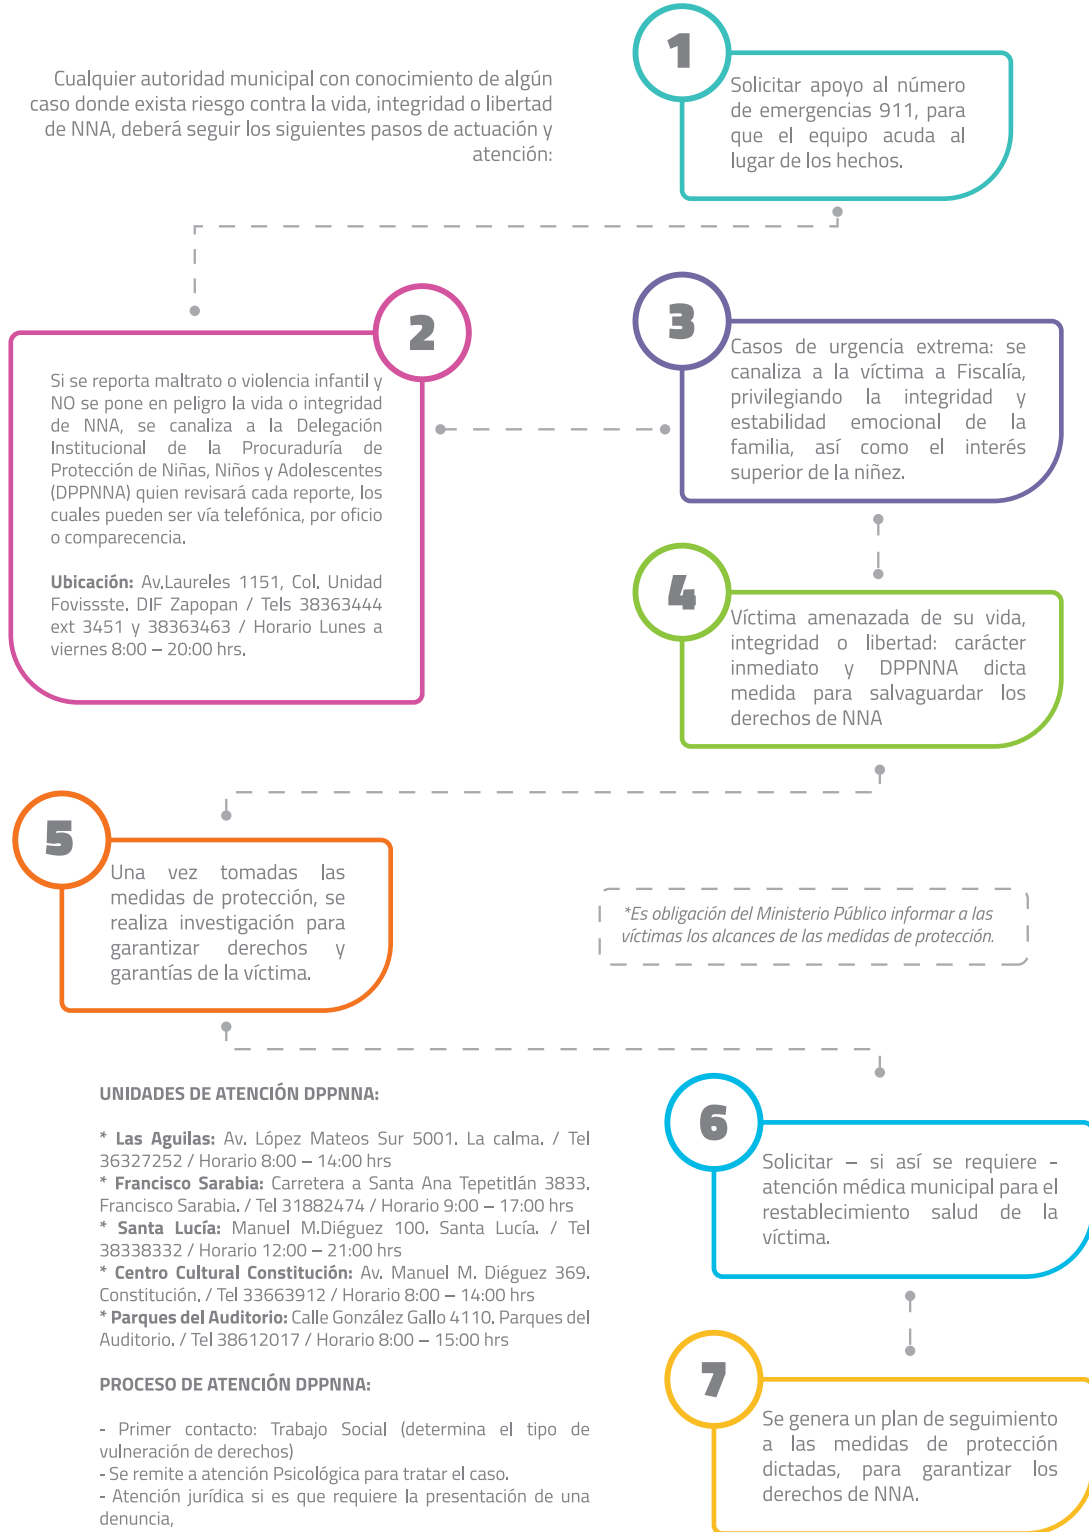 Cualquier autoridad municipal con conocimiento de algún
caso donde exista riesgo contra la vida, integridad o libertad
de NNA, deberá seguir los siguientes pasos de actuación y
atención:
1
Solicitar apoyo al número
de emergencias 911, para
que el equipo acuda al
lugar de los hechos.
2
Si se reporta maltrato o violencia infantil y
NO se pone en peligro la vida o integridad
de NNA, se canaliza a la Delegación
Institucional de la Procuraduría de
Protección de Niñas, Niños y Adolescentes
(DPPNNA) quien revisará cada reporte, los
cuales pueden ser vía telefónica, por oficio
o comparecencia.
Ubicación: Av.Laureles 1151, Col. Unidad
Fovissste. DIF Zapopan / Tels 38363444
ext 3451 y 38363463 / Horario Lunes a
viernes 8:00 – 20:00 hrs.
3
Casos de urgencia extrema: se
canaliza a la víctima a Fiscalía,
privilegiando la integridad y
estabilidad emocional de la
familia, así como el interés
superior de la niñez.
4
Víctima amenazada de su vida,
integridad o libertad: carácter
inmediato y DPPNNA dicta
medida para salvaguardar los
derechos de NNA
5
Una vez tomadas las
medidas de protección, se
realiza investigación para
garantizar derechos y
garantías de la víctima.
*Es obligación del Ministerio Público informar a las
víctimas los alcances de las medidas de protección.
UNIDADES DE ATENCIÓN DPPNNA:
* Las Aguilas: Av. López Mateos Sur 5001. La calma. / Tel
36327252 / Horario 8:00 – 14:00 hrs
* Francisco Sarabia: Carretera a Santa Ana Tepetitlán 3833.
Francisco Sarabia. / Tel 31882474 / Horario 9:00 – 17:00 hrs
* Santa Lucía: Manuel M.Diéguez 100. Santa Lucía. / Tel
38338332 / Horario 12:00 – 21:00 hrs
* Centro Cultural Constitución: Av. Manuel M. Diéguez 369.
Constitución. / Tel 33663912 / Horario 8:00 – 14:00 hrs
* Parques del Auditorio: Calle González Gallo 4110. Parques del
Auditorio. / Tel 38612017 / Horario 8:00 – 15:00 hrs
PROCESO DE ATENCIÓN DPPNNA:
- Primer contacto: Trabajo Social (determina el tipo de
vulneración de derechos)
- Se remite a atención Psicológica para tratar el caso.
- Atención jurídica si es que requiere la presentación de una
denuncia,
6
Solicitar – si así se requiere -
atención médica municipal para el
restablecimiento salud de la
víctima.
7
Se genera un plan de seguimiento
a las medidas de protección
dictadas, para garantizar los
derechos de NNA.